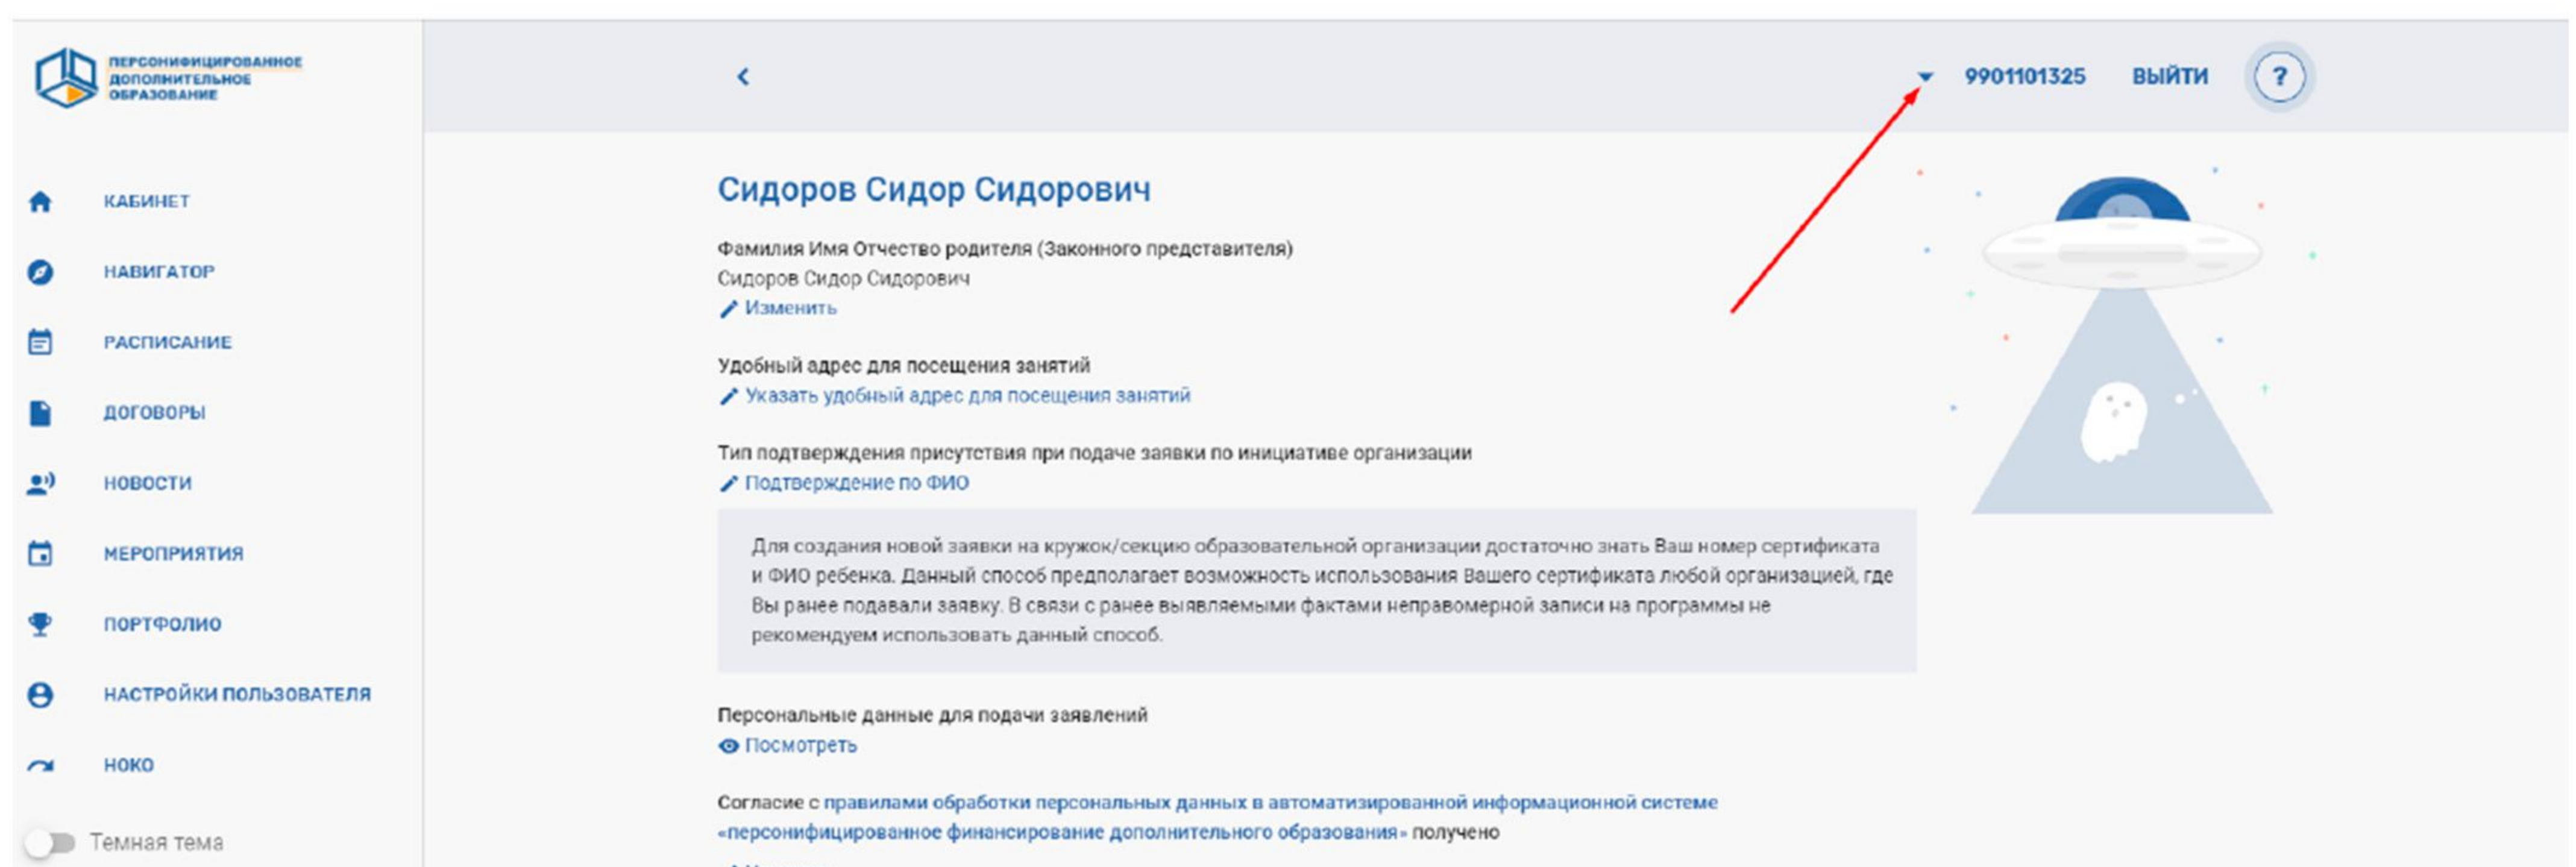 ПЕРСОНИФИЦИРОВАННОЕ
ДОПОЛНИТЕЛЬНОЕ
ОБРАЗОВАНИЕ
9901101325 ВЫЙТИ ?
КАБИНЕТ
НАВИГАТОР
РАСПИСАНИЕ
ДОГОВОРЫ
НОВОСТИ
МЕРОПРИЯТИЯ
ПОРТФОЛИО
НАСТРОЙКИ ПОЛЬЗОВАТЕЛЯ
НОКО
Темная тема
Сидоров Сидор Сидорович
Фамилия Имя Отчество родителя (Законного представителя)
Сидоров Сидор Сидорович
Изменить
Удобный адрес для посещения занятий
Указать удобный адрес для посещения занятий
Тип подтверждения присутствия при подаче заявки по инициативе организации
Подтверждение по ФИО
Для создания новой заявки на кружок/секцию образовательной организации достаточно знать Ваш номер сертификата
и ФИО ребенка. Данный способ предполагает возможность использования Вашего сертификата любой организацией, где
Вы ранее подавали заявку. В связи с ранее выявляемыми фактами неправомерной записи на программы не
рекомендуем использовать данный способ.
Персональные данные для подачи заявлений
Посмотреть
Согласие с правилами обработки персональных данных в автоматизированной информационной системе
«персонифицированное финансирование дополнительного образования» получено